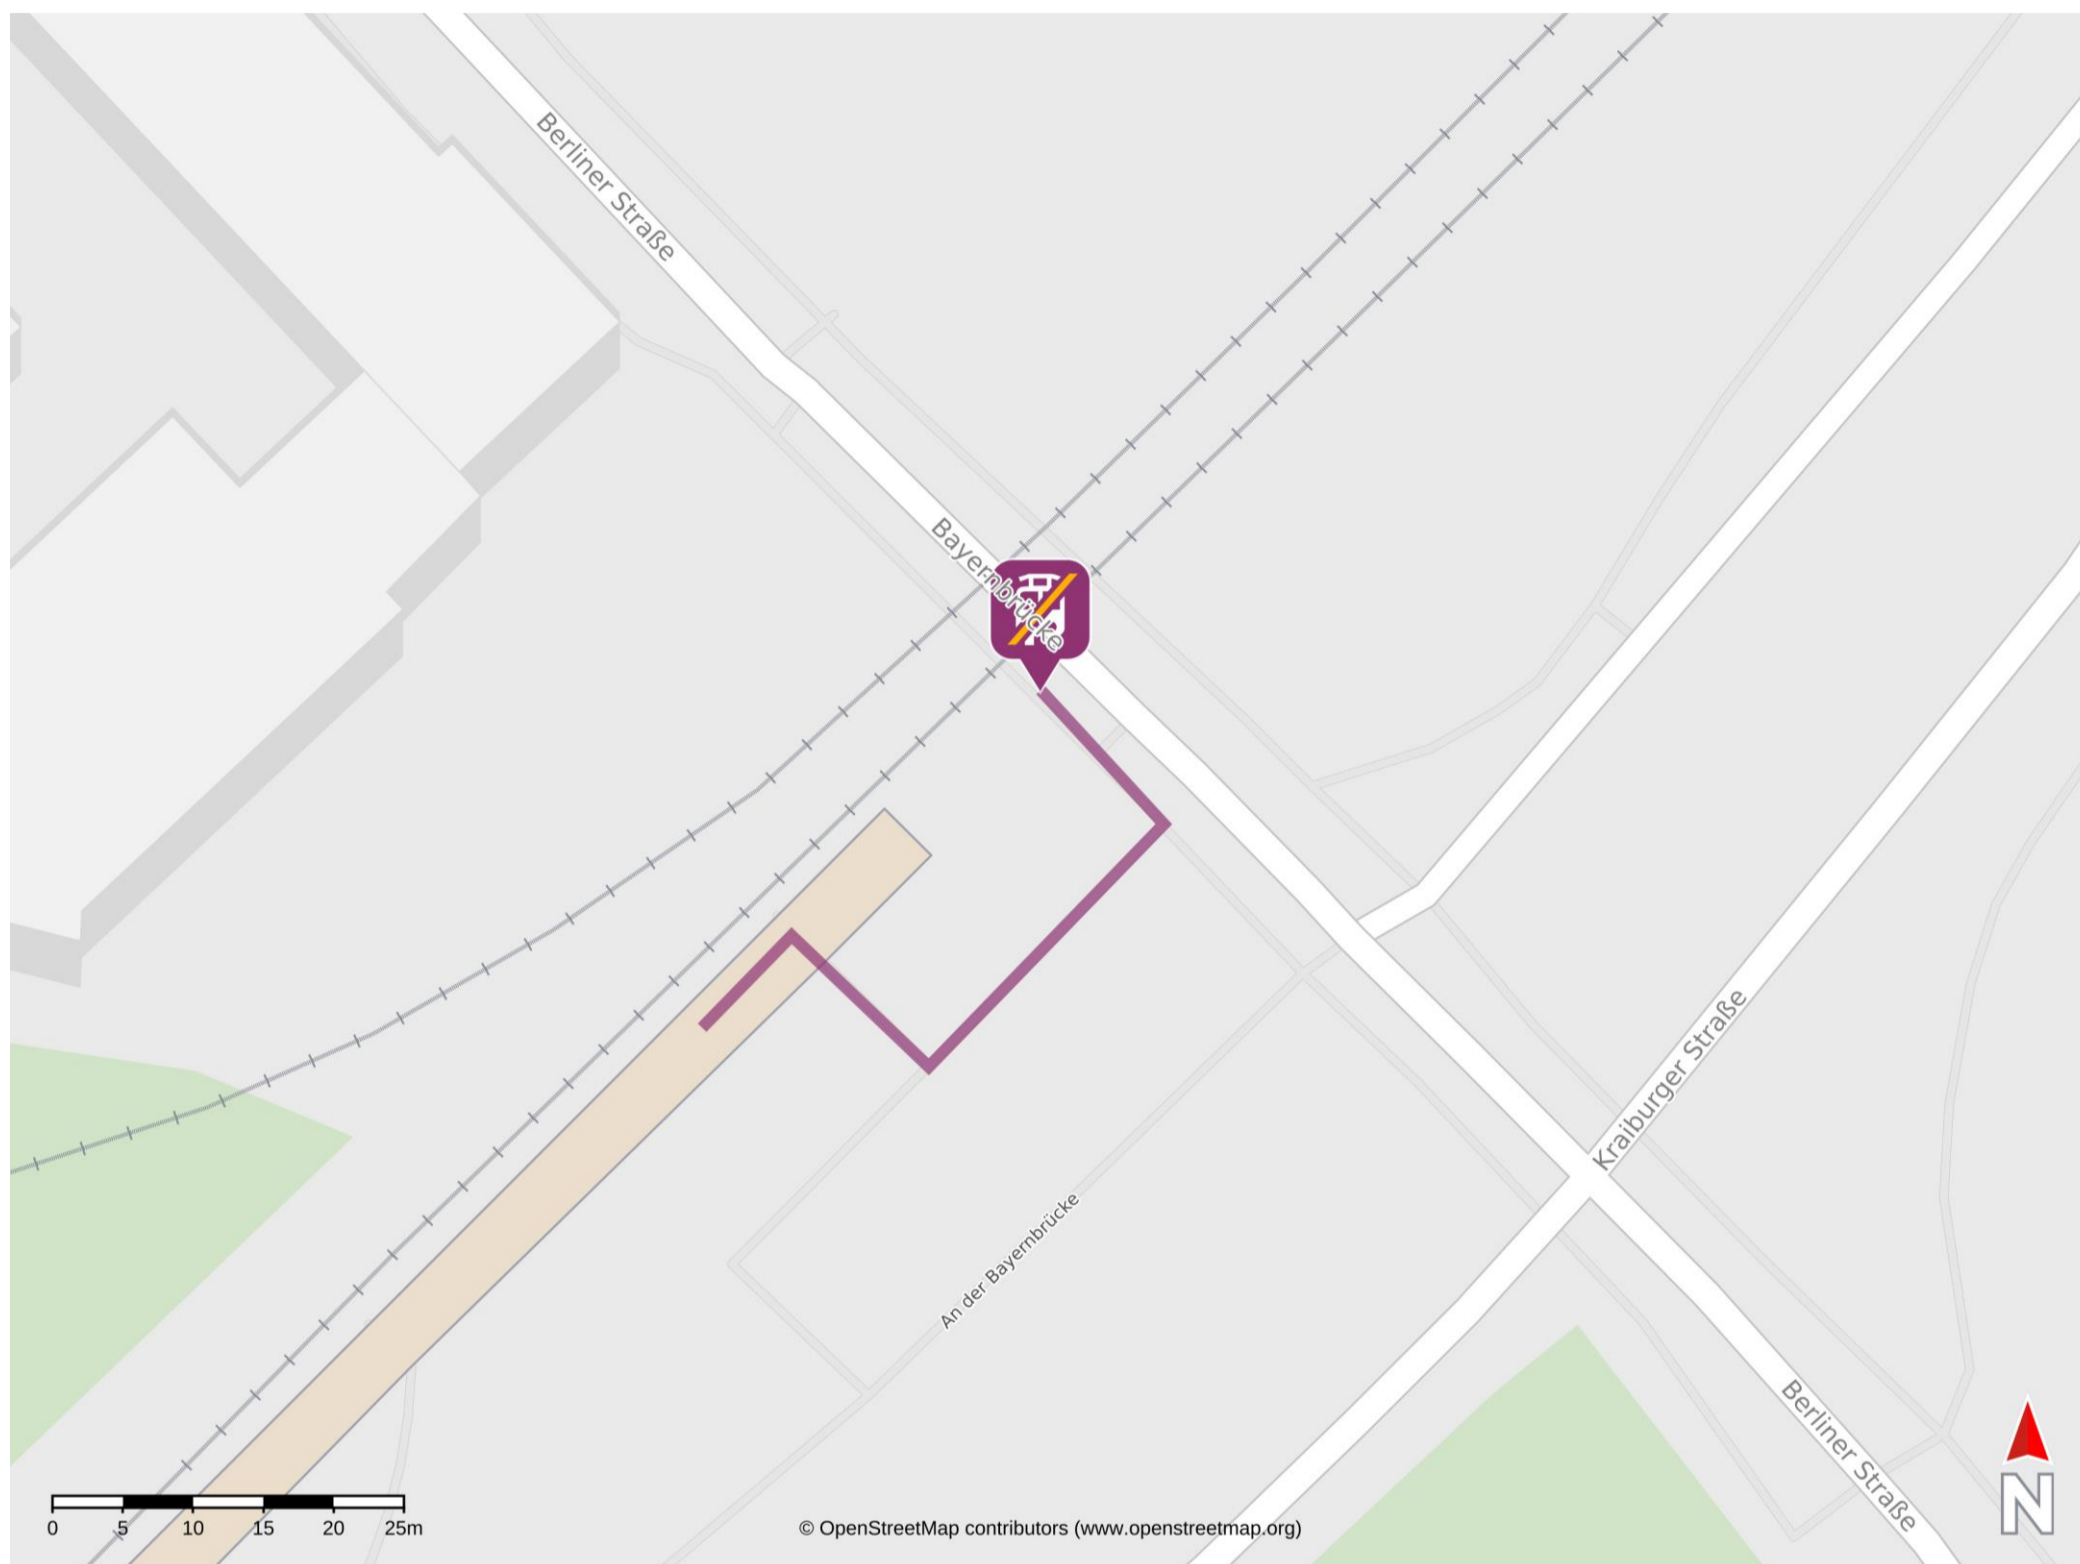 Berliner Straße
Bayernbrücke
Kraiburger Straße
An der Bayernbrücke
Berliner Straße
N
0 5 10 15 20 25m
© OpenStreetMap contributors (www.openstreetmap.org)